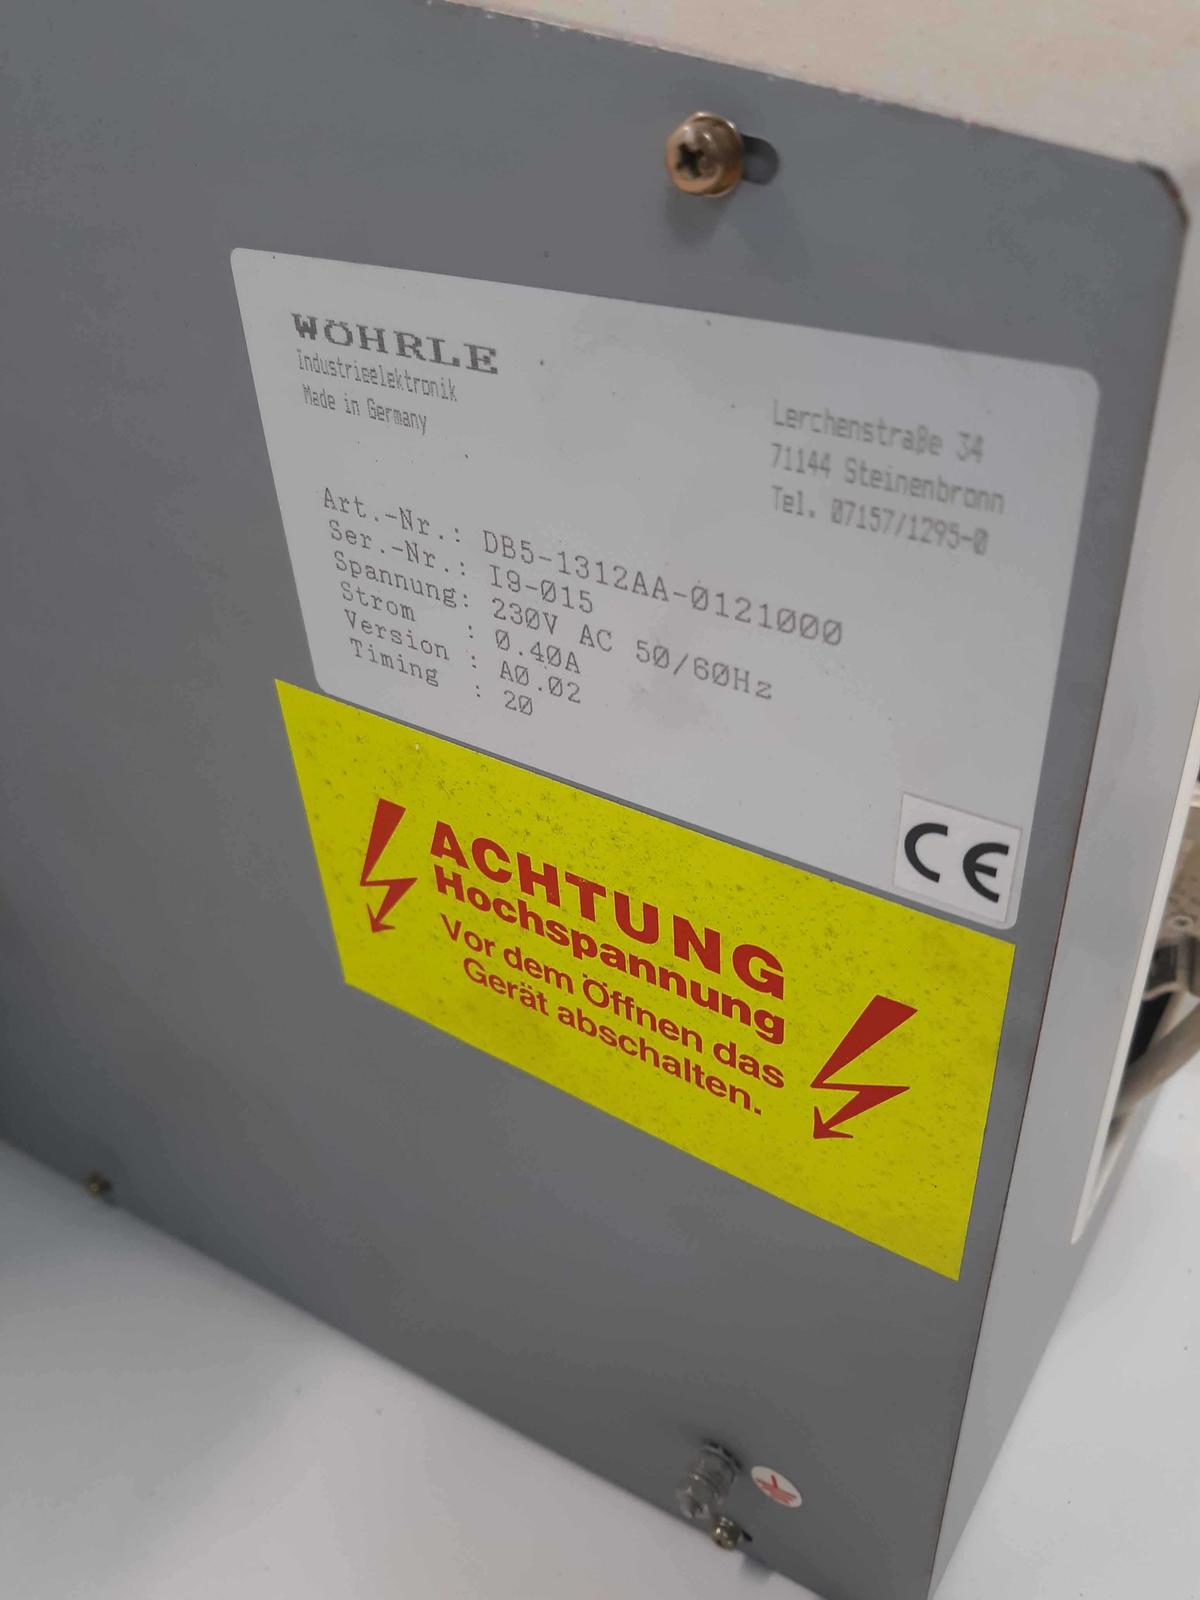 WÖHRLE
Industrieelektronik
Made in Germany
Lerchenstraße 34
71144 Steinenbronn
Tel. 07157/1295-0
Art.-Nr.: DB5-1312AA-0121000
Ser.-Nr.: I9-015
Spannung: 230V AC 50/60Hz
Strom : 0.40A
Version : A0.02
Timing : 20
CE
ACHTUNG
Hochspannung
Vor dem Öffnen das
Gerät abschalten.